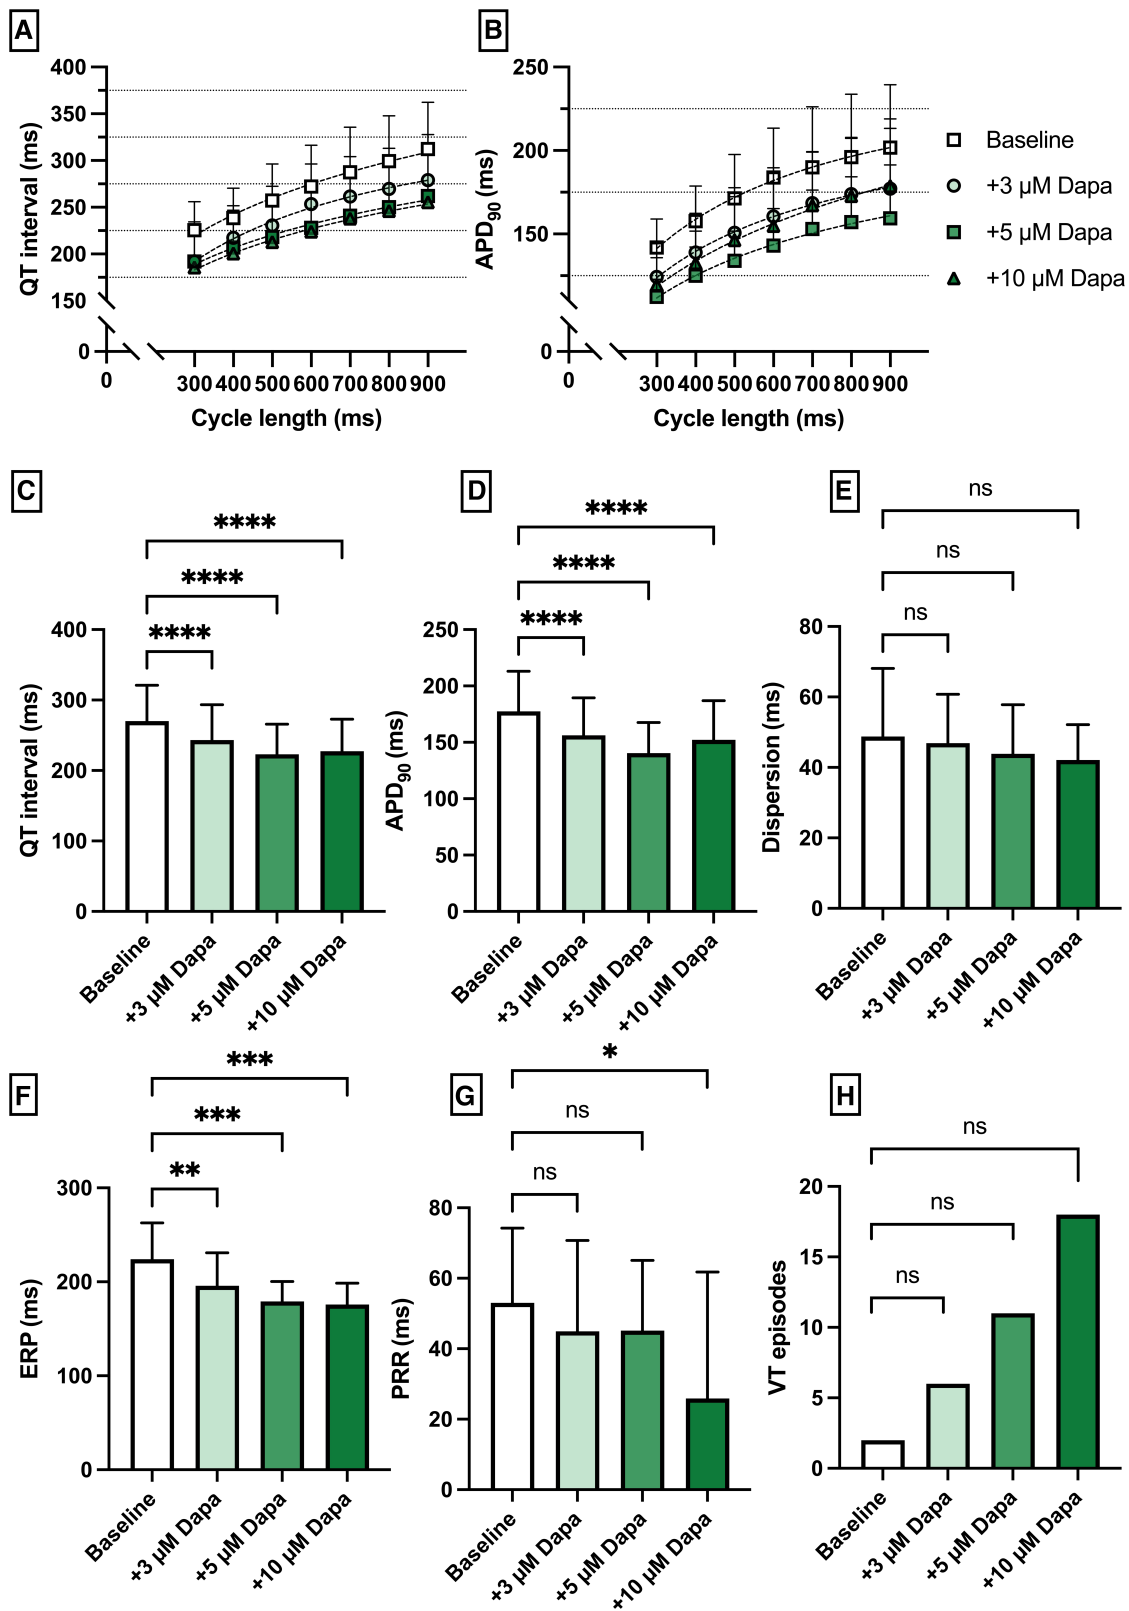 A
QT interval (ms)
400
350
300
250
200
150
0
0
300 400 500 600 700 800 900
Cycle length (ms)
B
APD90 (ms)
250
200
150
0
0
300 400 500 600 700 800 900
Cycle length (ms)
Baseline
+3 µM Dapa
+5 µM Dapa
+10 µM Dapa
C
****
****
****
QT interval (ms)
400
300
200
100
0
Baseline
+3 µM Dapa
+5 µM Dapa
+10 µM Dapa
D
****
****
****
APD90 (ms)
250
200
150
100
50
0
Baseline
+3 µM Dapa
+5 µM Dapa
+10 µM Dapa
E
ns
ns
ns
Dispersion (ms)
80
60
40
20
0
Baseline
+3 µM Dapa
+5 µM Dapa
+10 µM Dapa
F
***
***
**
ERP (ms)
300
200
100
0
Baseline
+3 µM Dapa
+5 µM Dapa
+10 µM Dapa
G
*
ns
ns
PRR (ms)
80
60
40
20
0
Baseline
+3 µM Dapa
+5 µM Dapa
+10 µM Dapa
H
ns
ns
ns
VT episodes
20
15
10
5
0
Baseline
+3 µM Dapa
+5 µM Dapa
+10 µM Dapa